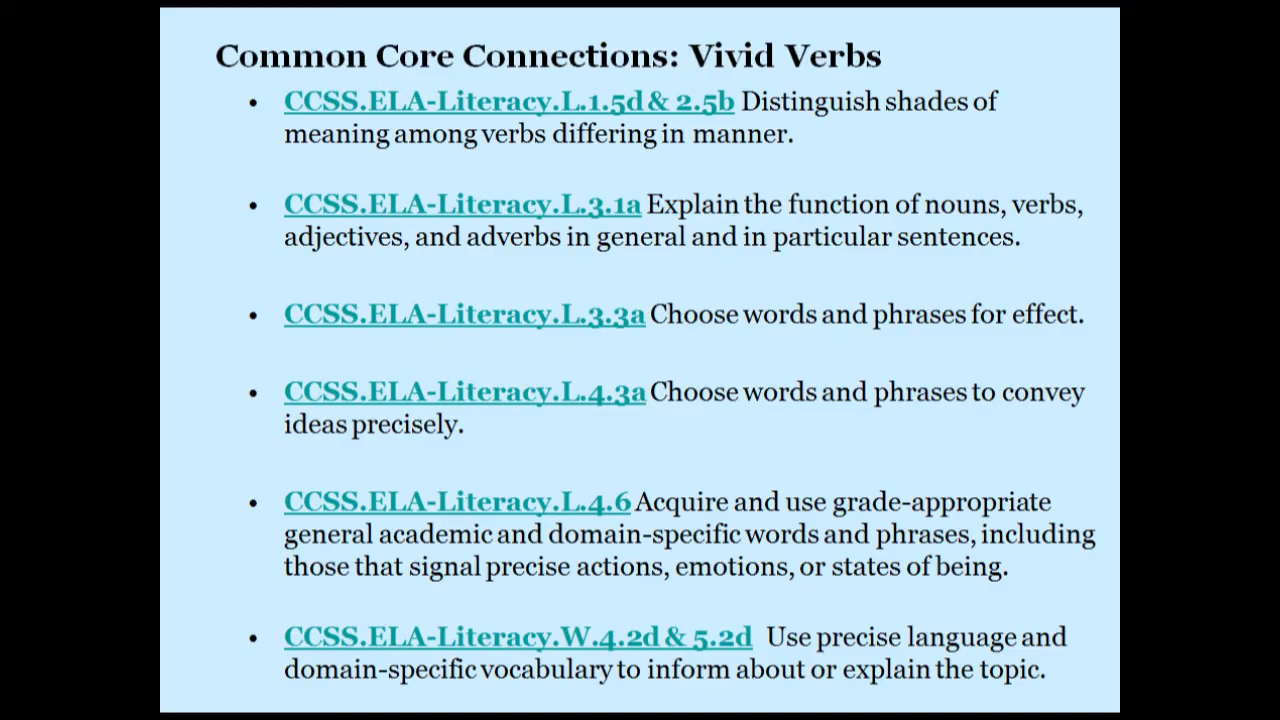 Common Core Connections: Vivid Verbs
• CCSS.ELA-Literacy.L.1.5d & 2.5b Distinguish shades of
meaning among verbs differing in manner.
• CCSS.ELA-Literacy.L.3.1a Explain the function of nouns, verbs,
adjectives, and adverbs in general and in particular sentences.
• CCSS.ELA-Literacy.L.3.3a Choose words and phrases for effect.
• CCSS.ELA-Literacy.L.4.3a Choose words and phrases to convey
ideas precisely.
• CCSS.ELA-Literacy.L.4.6 Acquire and use grade-appropriate
general academic and domain-specific words and phrases, including
those that signal precise actions, emotions, or states of being.
• CCSS.ELA-Literacy.W.4.2d & 5.2d Use precise language and
domain-specific vocabulary to inform about or explain the topic.